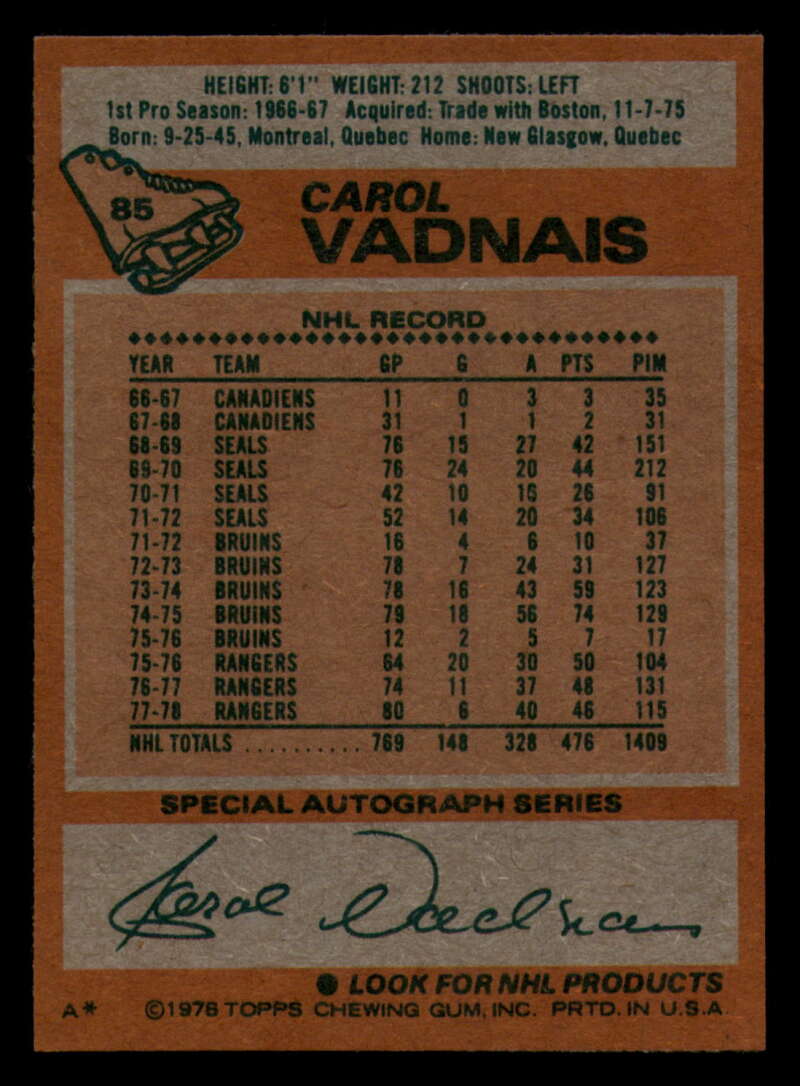 HEIGHT: 6'1" WEIGHT: 212 SHOOTS: LEFT
1st Pro Season: 1966-67 Acquired: Trade with Boston, 11-7-75
Born: 9-25-45, Montreal, Quebec Home: New Glasgow, Quebec
85
CAROL
VADNAIS
NHL RECORD
YEAR TEAM GP G A PTS PIM
66-67 CANADIENS 11 0 3 3 35
67-68 CANADIENS 31 1 1 2 31
68-69 SEALS 76 15 27 42 151
69-70 SEALS 76 24 20 44 212
70-71 SEALS 42 10 16 26 91
71-72 SEALS 52 14 20 34 106
71-72 BRUINS 16 4 6 10 37
72-73 BRUINS 78 7 24 31 127
73-74 BRUINS 78 16 43 59 123
74-75 BRUINS 79 18 56 74 129
75-76 BRUINS 12 2 5 7 17
75-76 RANGERS 64 20 30 50 104
76-77 RANGERS 74 11 37 48 131
77-78 RANGERS 80 6 40 46 115
NHL TOTALS .......... 769 148 328 476 1409
SPECIAL AUTOGRAPH SERIES
Carol Vadnais
● LOOK FOR NHL PRODUCTS
A* ©1978 TOPPS CHEWING GUM, INC. PRTD. IN U.S.A.